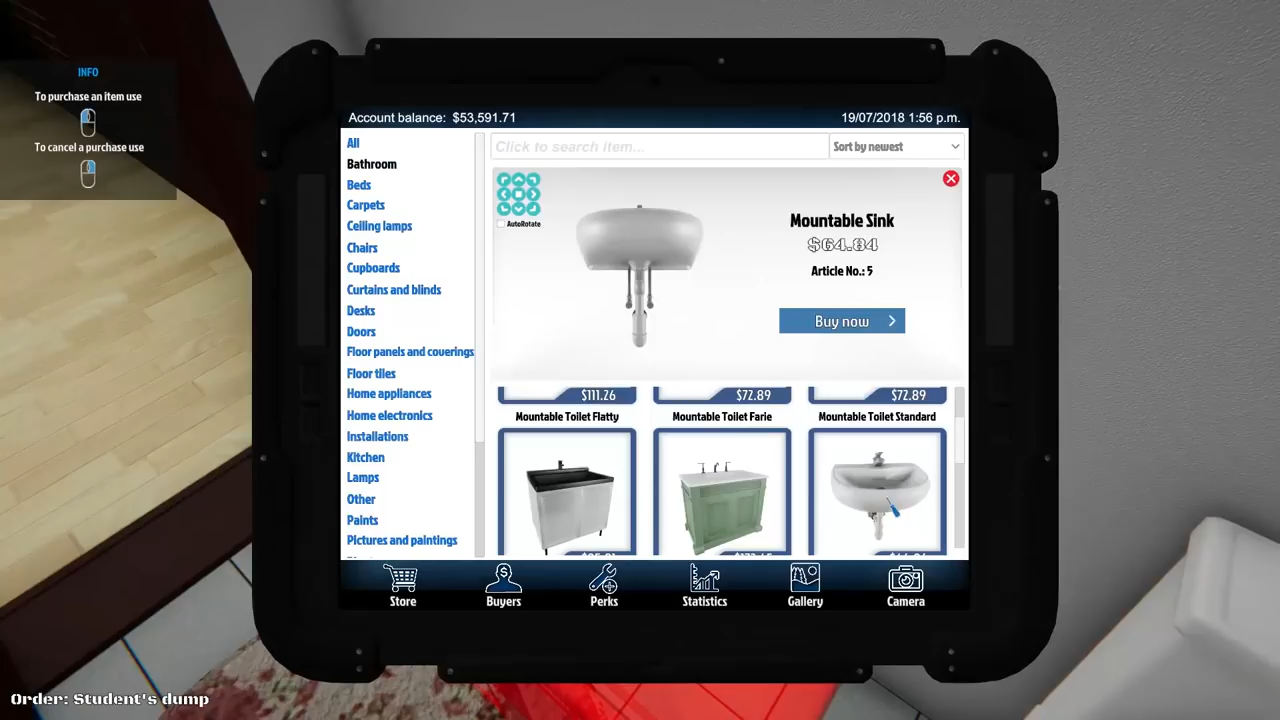 INFO
To purchase an item use
To cancel a purchase use
Account balance: $53,591.71
19/07/2018 1:56 p.m.
All
Bathroom
Beds
Carpets
Ceiling lamps
Chairs
Cupboards
Curtains and blinds
Desks
Doors
Floor panels and coverings
Floor tiles
Home appliances
Home electronics
Installations
Kitchen
Lamps
Other
Paints
Pictures and paintings
Click to search item...
Sort by newest
AutoRotate
Mountable Sink
$64.84
Article No.: 5
Buy now
$111.26
$72.89
$72.89
Mountable Toilet Flatty
Mountable Toilet Farie
Mountable Toilet Standard
Store
Buyers
Perks
Statistics
Gallery
Camera
Order: Student's dump